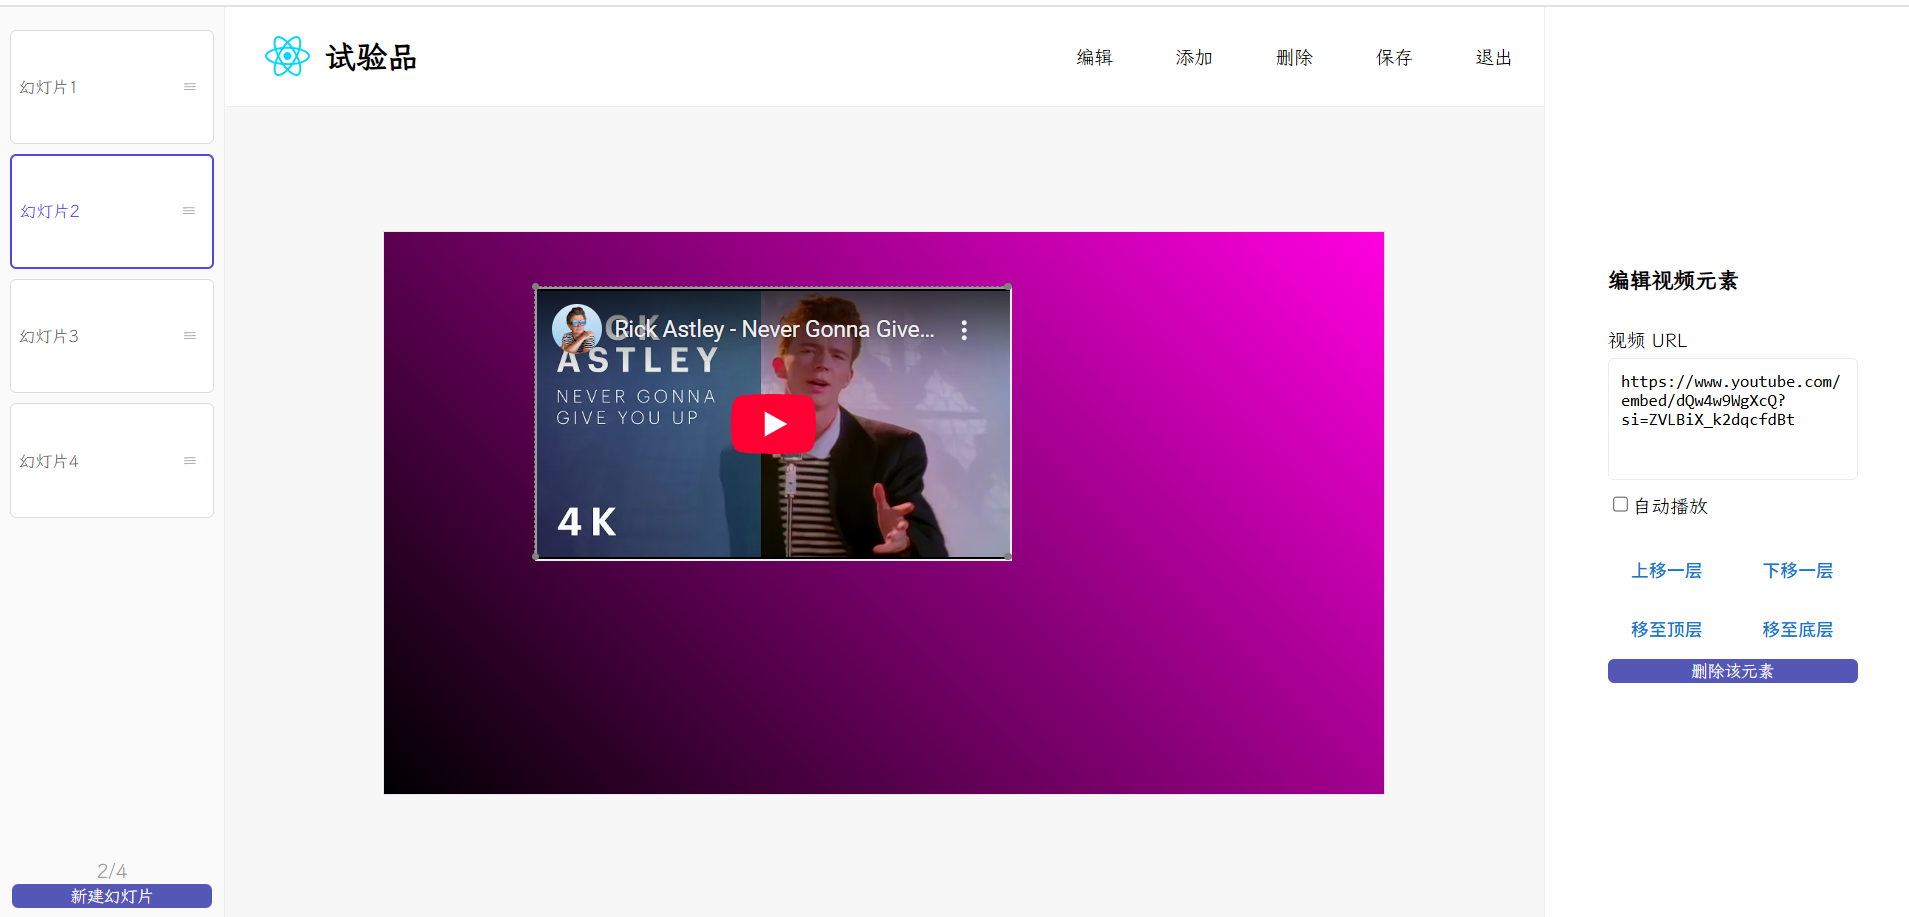 试验品
编辑
添加
删除
保存
退出
幻灯片1
幻灯片2
幻灯片3
幻灯片4
2/4
新建幻灯片
Rick Astley - Never Gonna Give...
ASTLEY
NEVER GONNA
GIVE YOU UP
4K
编辑视频元素
视频 URL
https://www.youtube.com/
embed/dQw4w9WgXcQ?
si=ZVLBiX_k2dqcfdBt
自动播放
上移一层
下移一层
移至顶层
移至底层
删除该元素